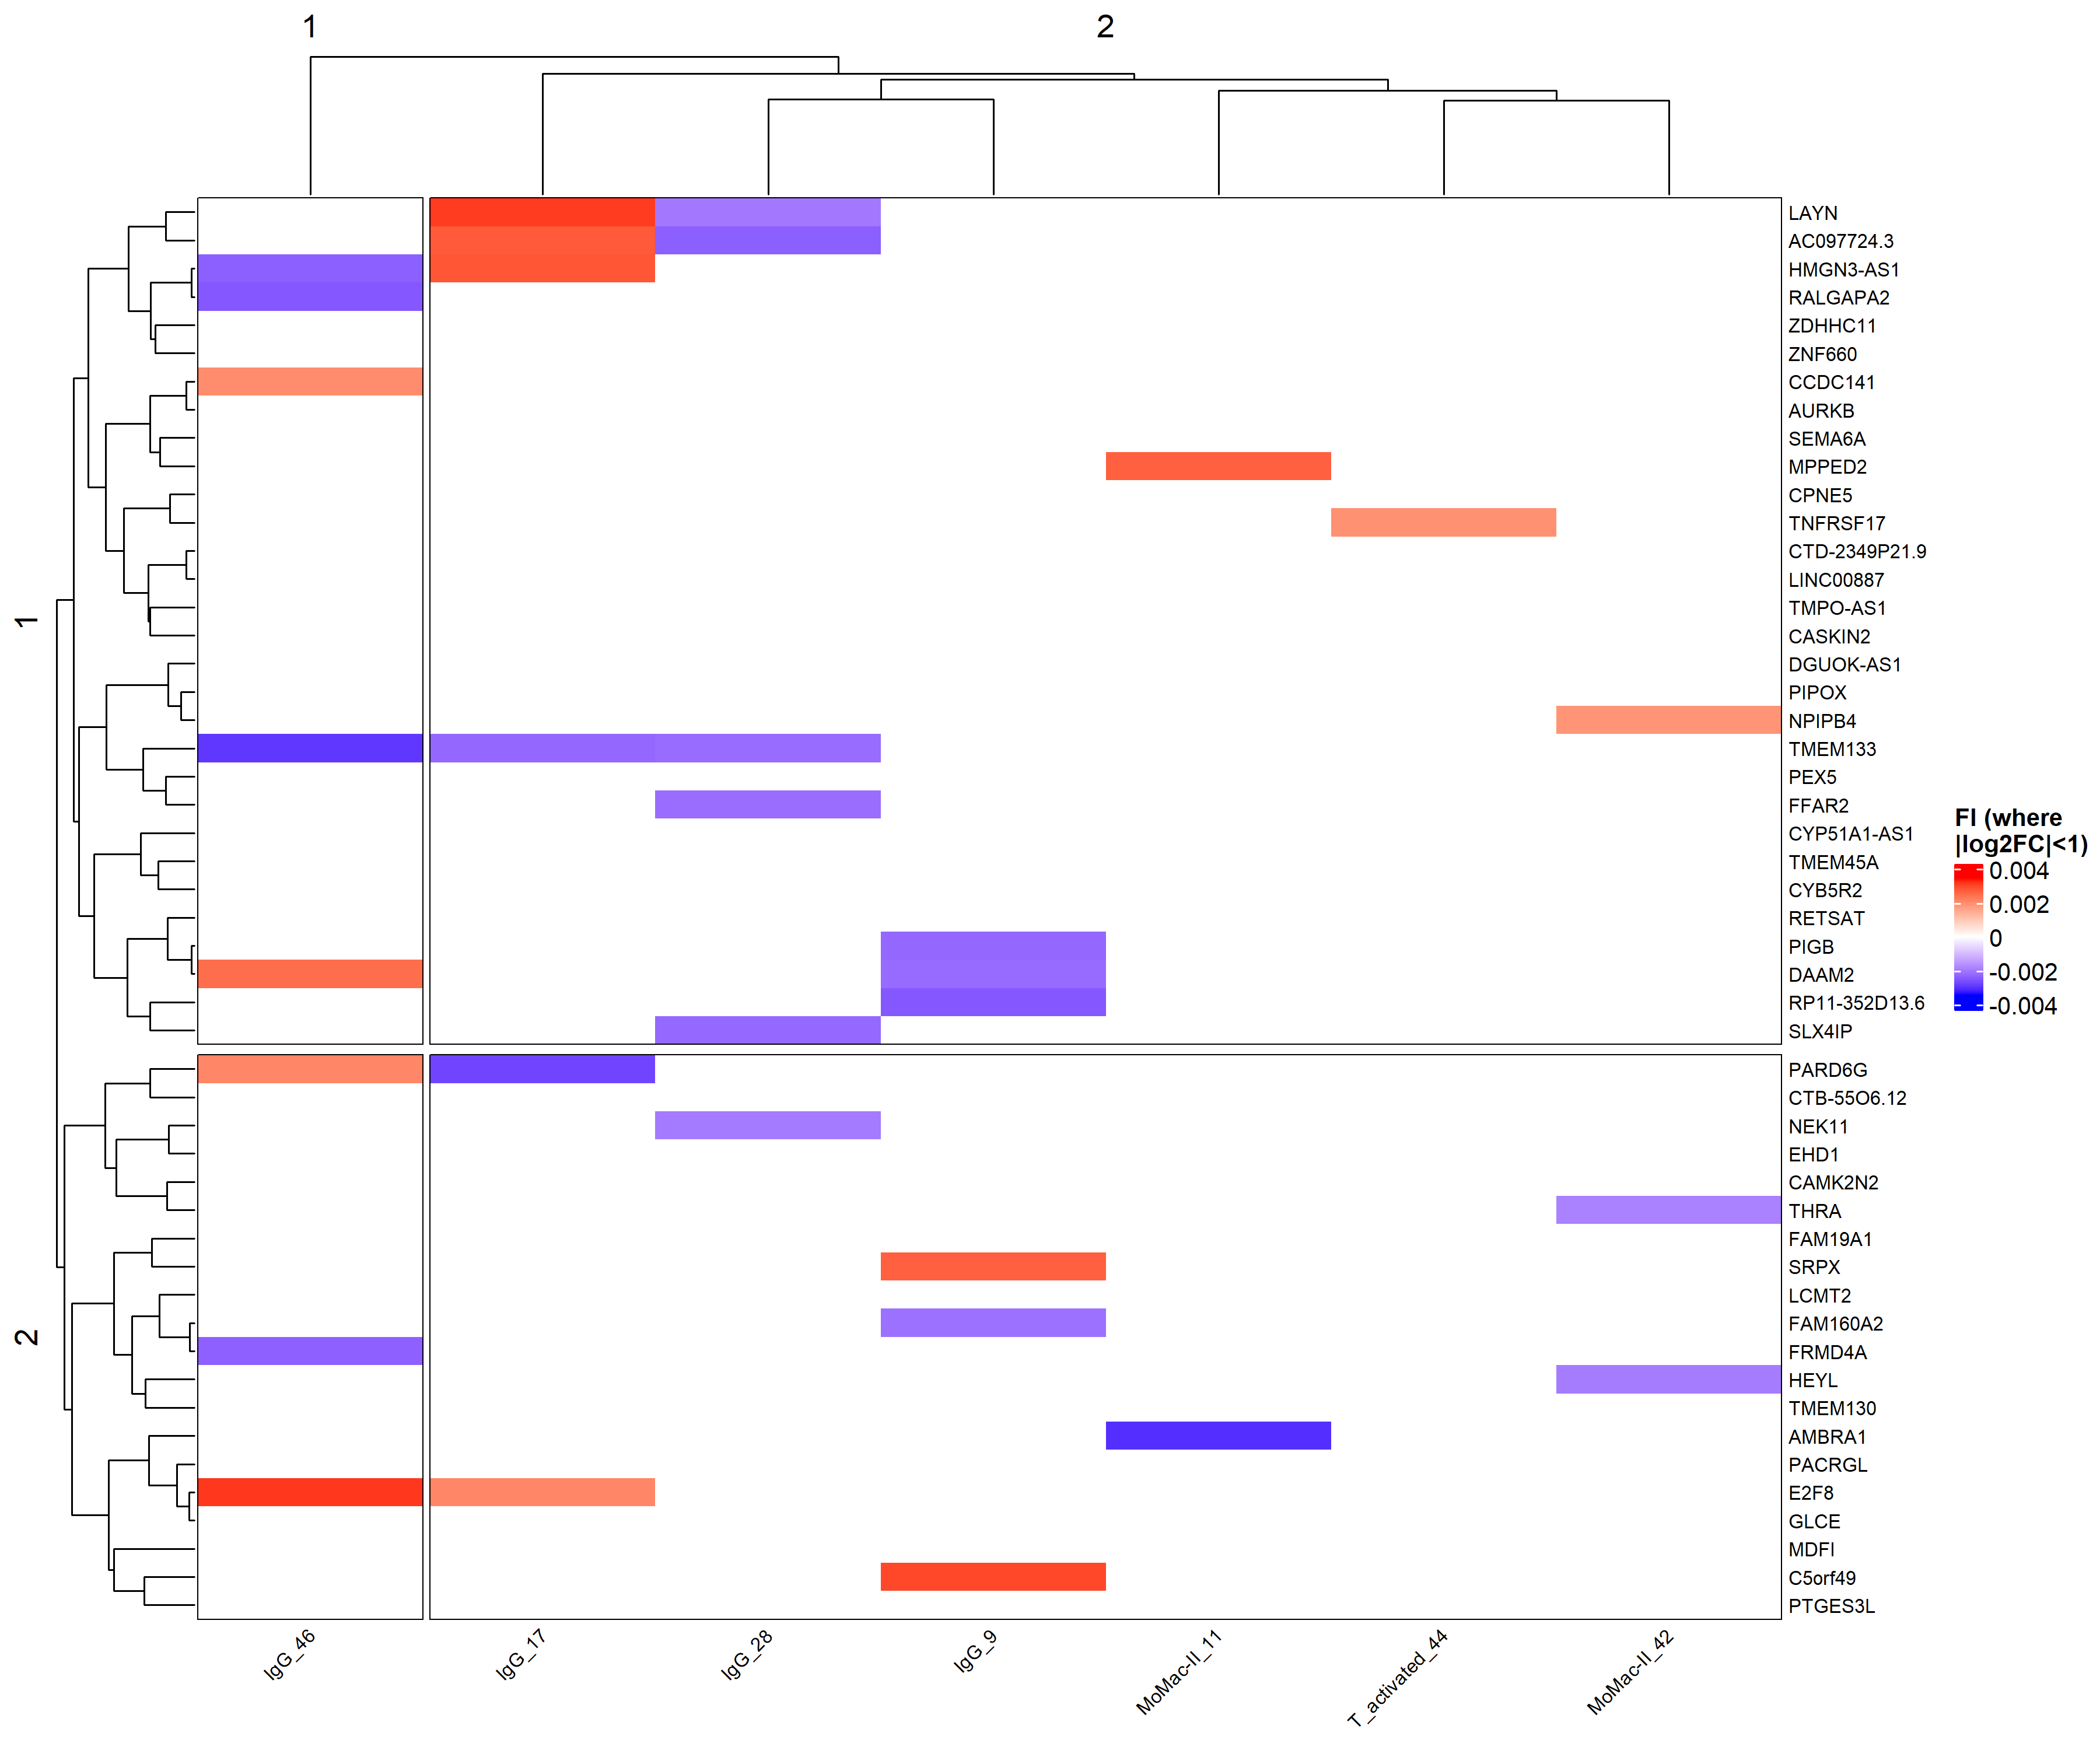 1
2
LAYN
AC097724.3
HMGN3-AS1
RALGAPA2
ZDHHC11
ZNF660
CCDC141
AURKB
SEMA6A
MPPED2
CPNE5
TNFRSF17
CTD-2349P21.9
LINC00887
TMPO-AS1
CASKIN2
DGUOK-AS1
PIPOX
NPIPB4
TMEM133
PEX5
FFAR2
CYP51A1-AS1
TMEM45A
CYB5R2
RETSAT
PIGB
DAAM2
RP11-352D13.6
SLX4IP
1
PARD6G
CTB-55O6.12
NEK11
EHD1
CAMK2N2
THRA
FAM19A1
SRPX
LCMT2
FAM160A2
FRMD4A
HEYL
TMEM130
AMBRA1
PACRGL
E2F8
GLCE
MDFI
C5orf49
PTGES3L
2
IgG_46
IgG_17
IgG_28
IgG_9
MoMac-II_11
T_activated_44
MoMac-II_42
FI (where
|log2FC|<1)
0.004
0.002
0
-0.002
-0.004